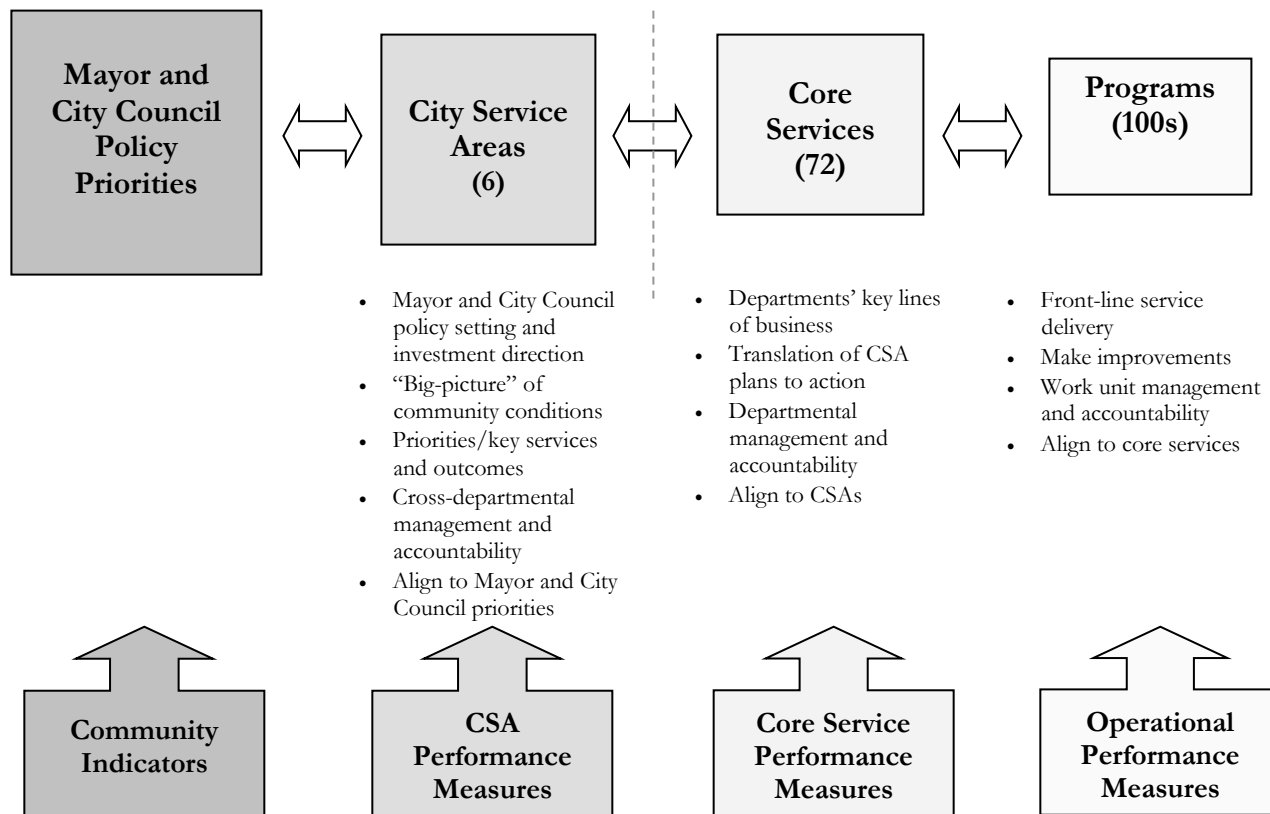 Mayor and
City Council
Policy
Priorities
City Service
Areas
(6)
Core
Services
(72)
Programs
(100s)
• Mayor and City Council
policy setting and
investment direction
• “Big-picture” of
community conditions
• Priorities/key services
and outcomes
• Cross-departmental
management and
accountability
• Align to Mayor and City
Council priorities
• Departments’ key lines
of business
• Translation of CSA
plans to action
• Departmental
management and
accountability
• Align to CSAs
• Front-line service
delivery
• Make improvements
• Work unit management
and accountability
• Align to core services
Community
Indicators
CSA
Performance
Measures
Core Service
Performance
Measures
Operational
Performance
Measures